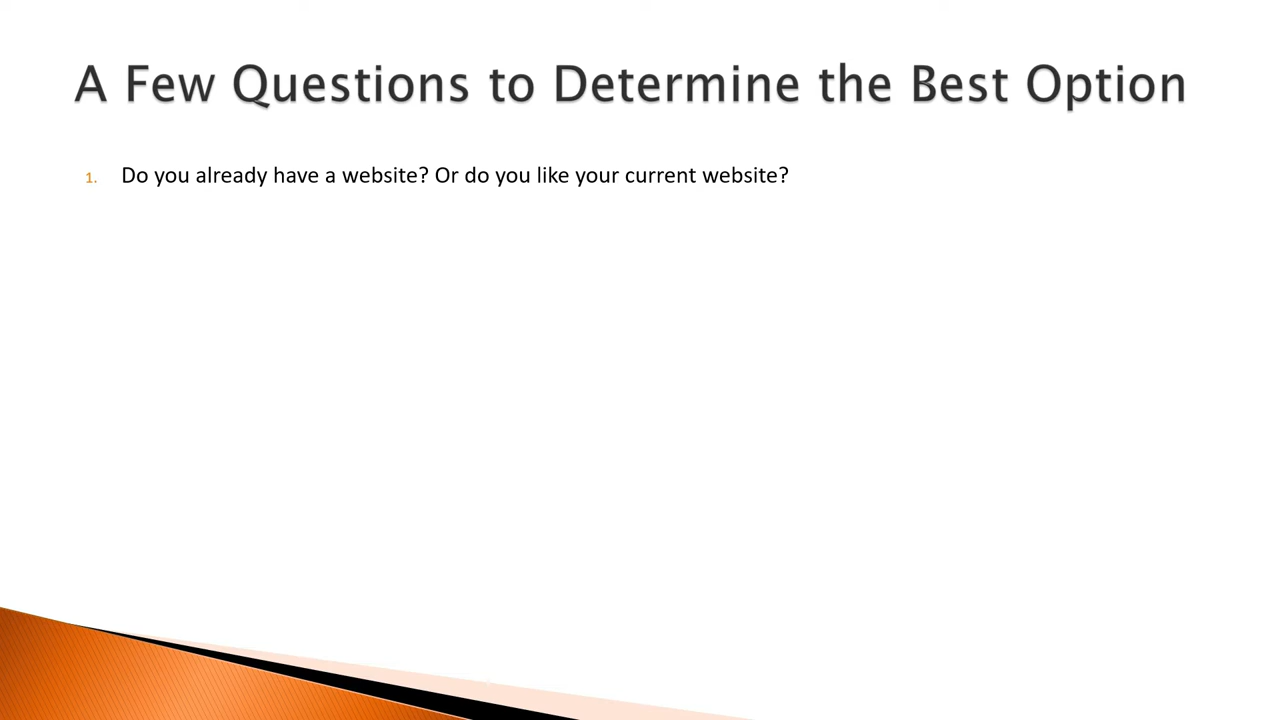 A Few Questions to Determine the Best Option
1. Do you already have a website? Or do you like your current website?